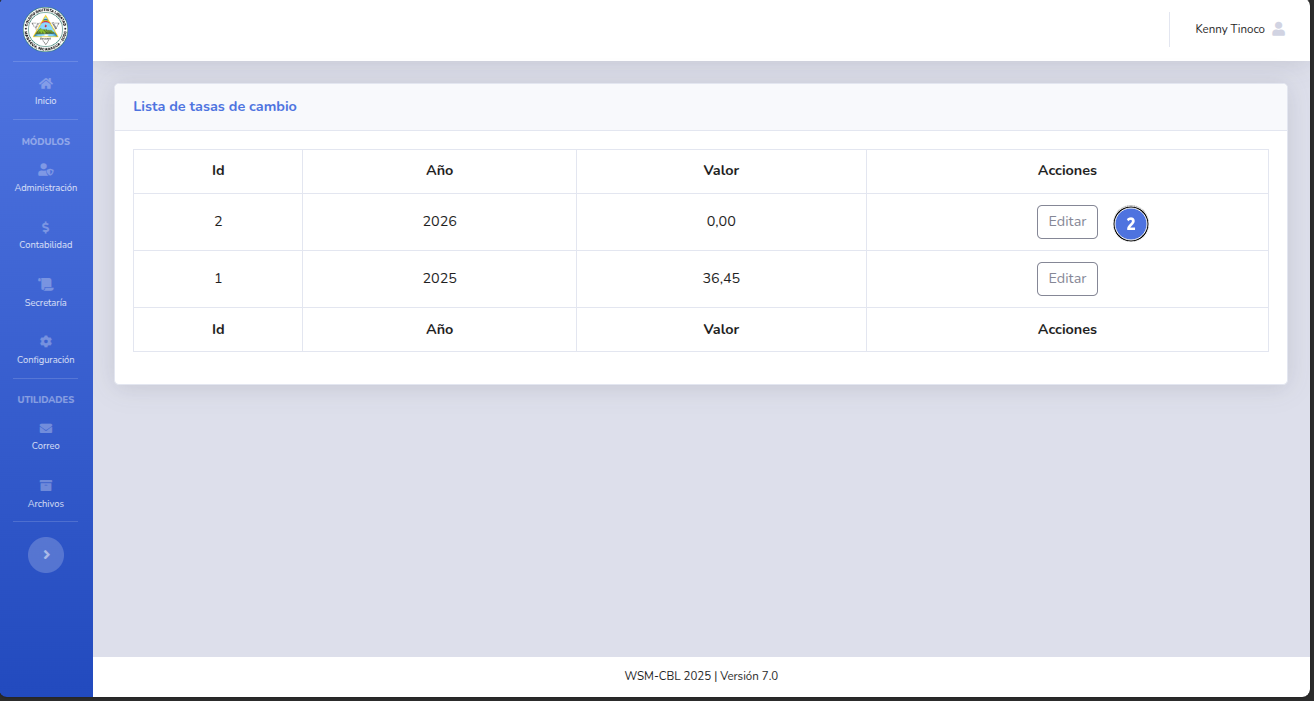 Kenny Tinoco
Inicio
MÓDULOS
Administración
Contabilidad
Secretaría
Configuración
UTILIDADES
Correo
Archivos
Lista de tasas de cambio
Id Año Valor Acciones
2 2026 0,00 Editar 2
1 2025 36,45 Editar
Id Año Valor Acciones
WSM-CBL 2025 | Versión 7.0